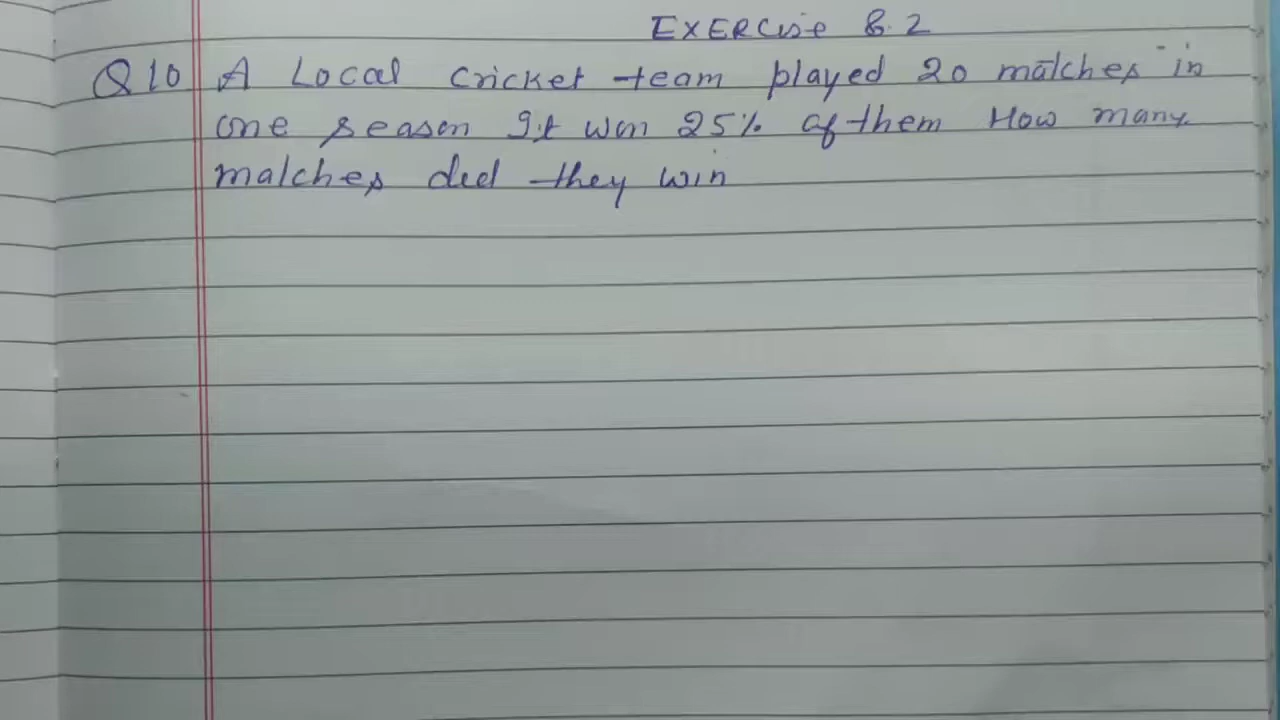 EXERCise 8.2
Q10 A Local cricket team played 20 matches in
one season It won 25% of them How many
matches did they win